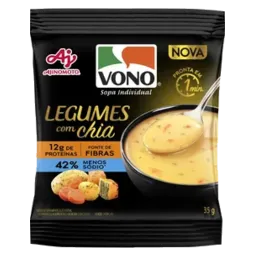 AJINOMOTO
VONO
Sopa Individual
NOVA
PRONTA EM
1 min.
LEGUMES
com chia
12g DE
PROTEÍNAS
FONTE DE
FIBRAS
42% MENOS
SÓDIO
35 g